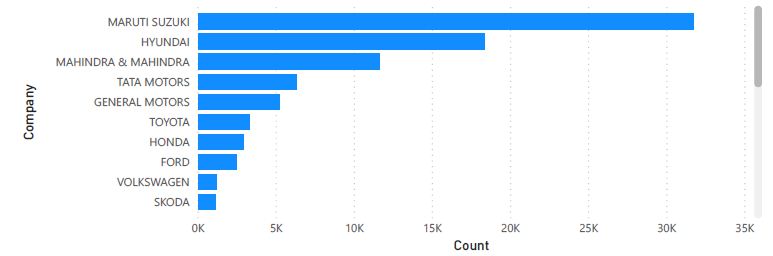 Company
MARUTI SUZUKI
HYUNDAI
MAHINDRA & MAHINDRA
TATA MOTORS
GENERAL MOTORS
TOYOTA
HONDA
FORD
VOLKSWAGEN
SKODA
0K 5K 10K 15K 20K 25K 30K 35K
Count